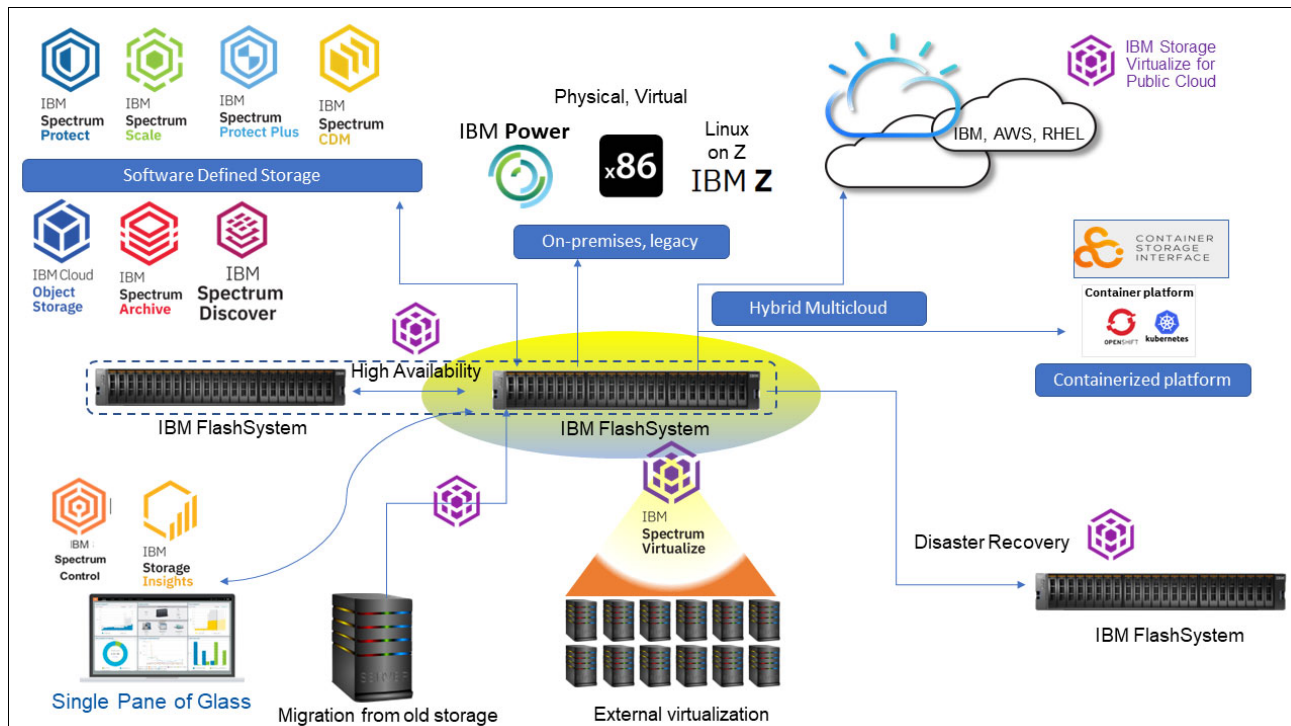 IBM
Spectrum
Protect
IBM
Spectrum
Scale
IBM
Spectrum
Protect Plus
IBM
Spectrum
CDM
Software Defined Storage
IBM Cloud
Object
Storage
IBM
Spectrum
Archive
IBM
Spectrum
Discover
Physical, Virtual
IBM Power
x86
Linux
on Z
IBM Z
On-premises, legacy
IBM, AWS, RHEL
IBM Storage
Virtualize for
Public Cloud
Hybrid Multicloud
CONTAINER
STORAGE
INTERFACE
Container platform
OPENSHIFT
kubernetes
Containerized platform
High Availability
IBM FlashSystem
IBM FlashSystem
IBM
Spectrum
Control
IBM
Storage
Insights
Single Pane of Glass
SERVER
Migration from old storage
IBM
Spectrum
Virtualize
External virtualization
Disaster Recovery
IBM FlashSystem